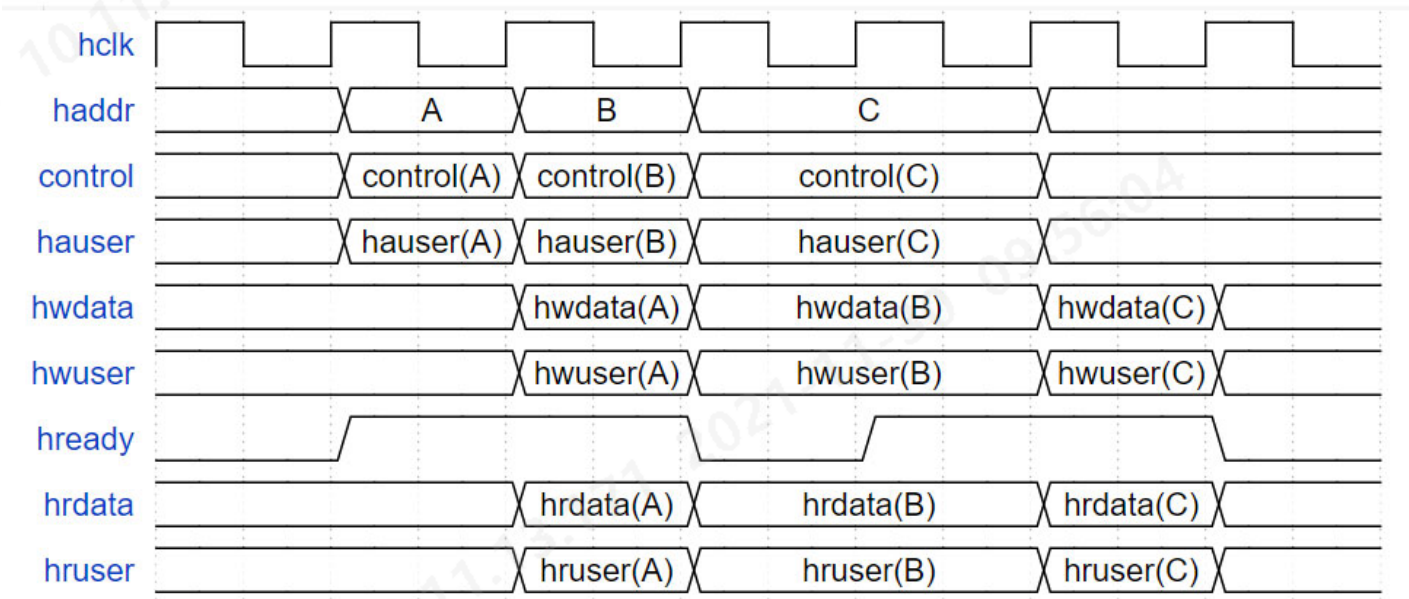 hclk
haddr A B C
control control(A) control(B) control(C)
hauser hauser(A) hauser(B) hauser(C)
hwdata hwdata(A) hwdata(B) hwdata(C)
hwuser hwuser(A) hwuser(B) hwuser(C)
hready
hrdata hrdata(A) hrdata(B) hrdata(C)
hruser hruser(A) hruser(B) hruser(C)